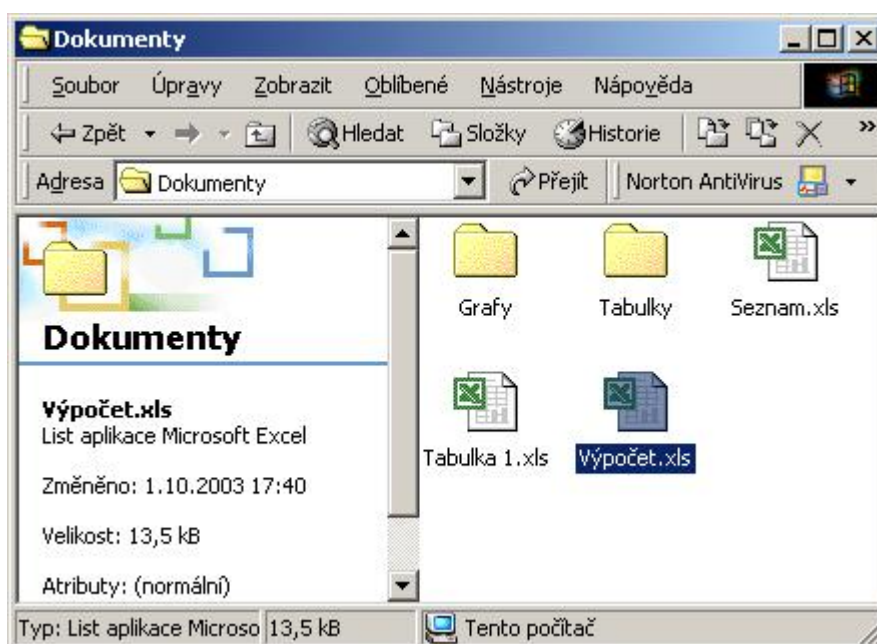 Dokumenty
Soubor Úpravy Zobrazit Oblíbené Nástroje Nápověda
Zpět Hledat Složky Historie »
Adresa Dokumenty Přejít Norton AntiVirus
Dokumenty
Výpočet.xls
List aplikace Microsoft Excel
Změněno: 1.10.2003 17:40
Velikost: 13,5 kB
Atributy: (normální)
Grafy Tabulky Seznam.xls
Tabulka 1.xls Výpočet.xls
Typ: List aplikace Microso 13,5 kB Tento počítač